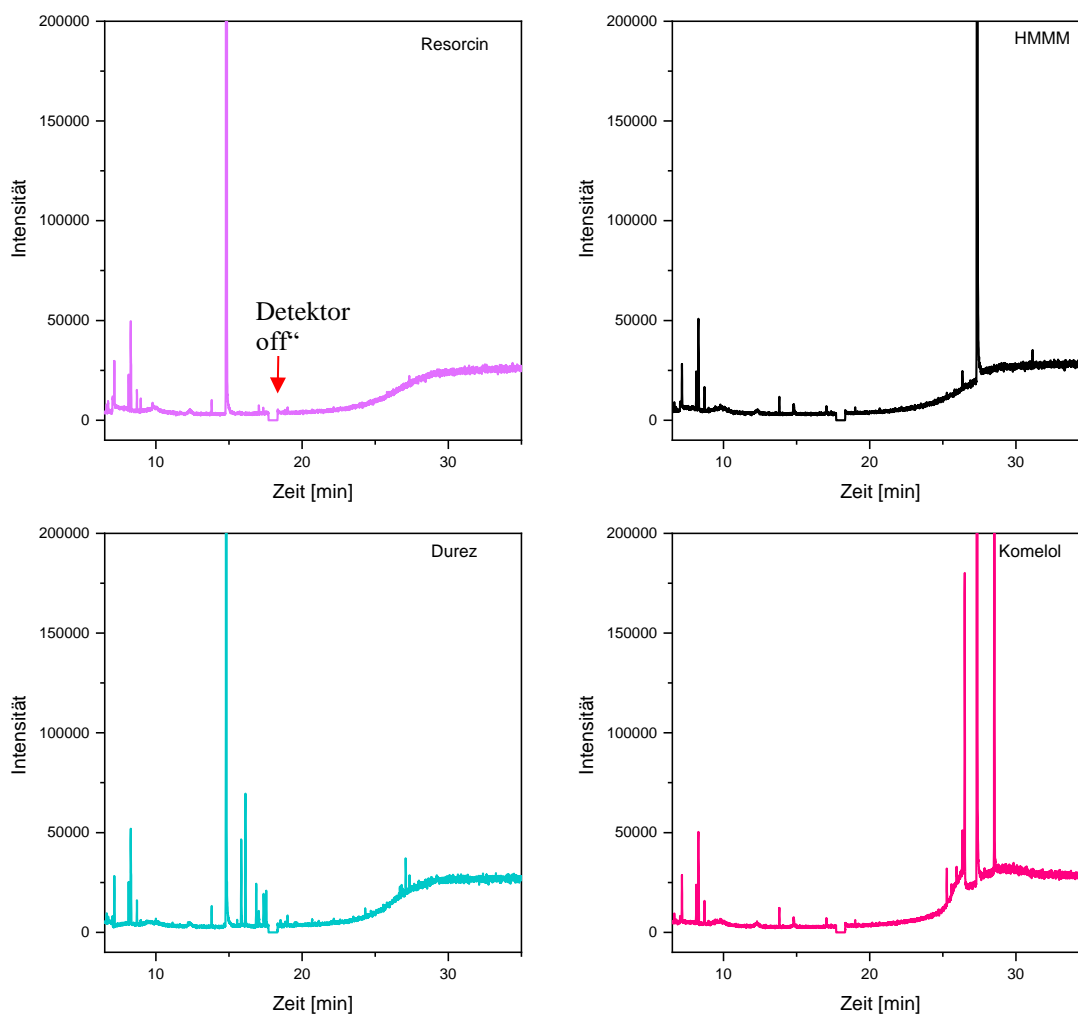 Resorcin
200000
150000
100000
50000
0
Intensität
Detektor
off“
10
20
30
Zeit [min]
HMMM
200000
150000
100000
50000
0
Intensität
10
20
30
Zeit [min]
Durez
200000
150000
100000
50000
0
Intensität
10
20
30
Zeit [min]
Komelol
200000
150000
100000
50000
0
Intensität
10
20
30
Zeit [min]